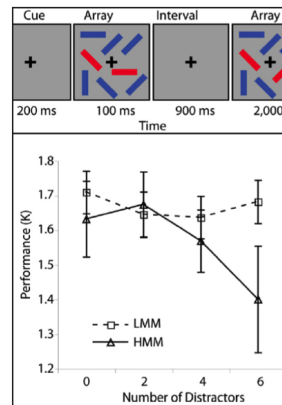 Cue Array Interval Array
200 ms 100 ms 900 ms 2,000
Time
1.8
1.7
1.6
1.5
1.4
1.3
1.2
Performance (K)
LMM
HMM
0 2 4 6
Number of Distractors